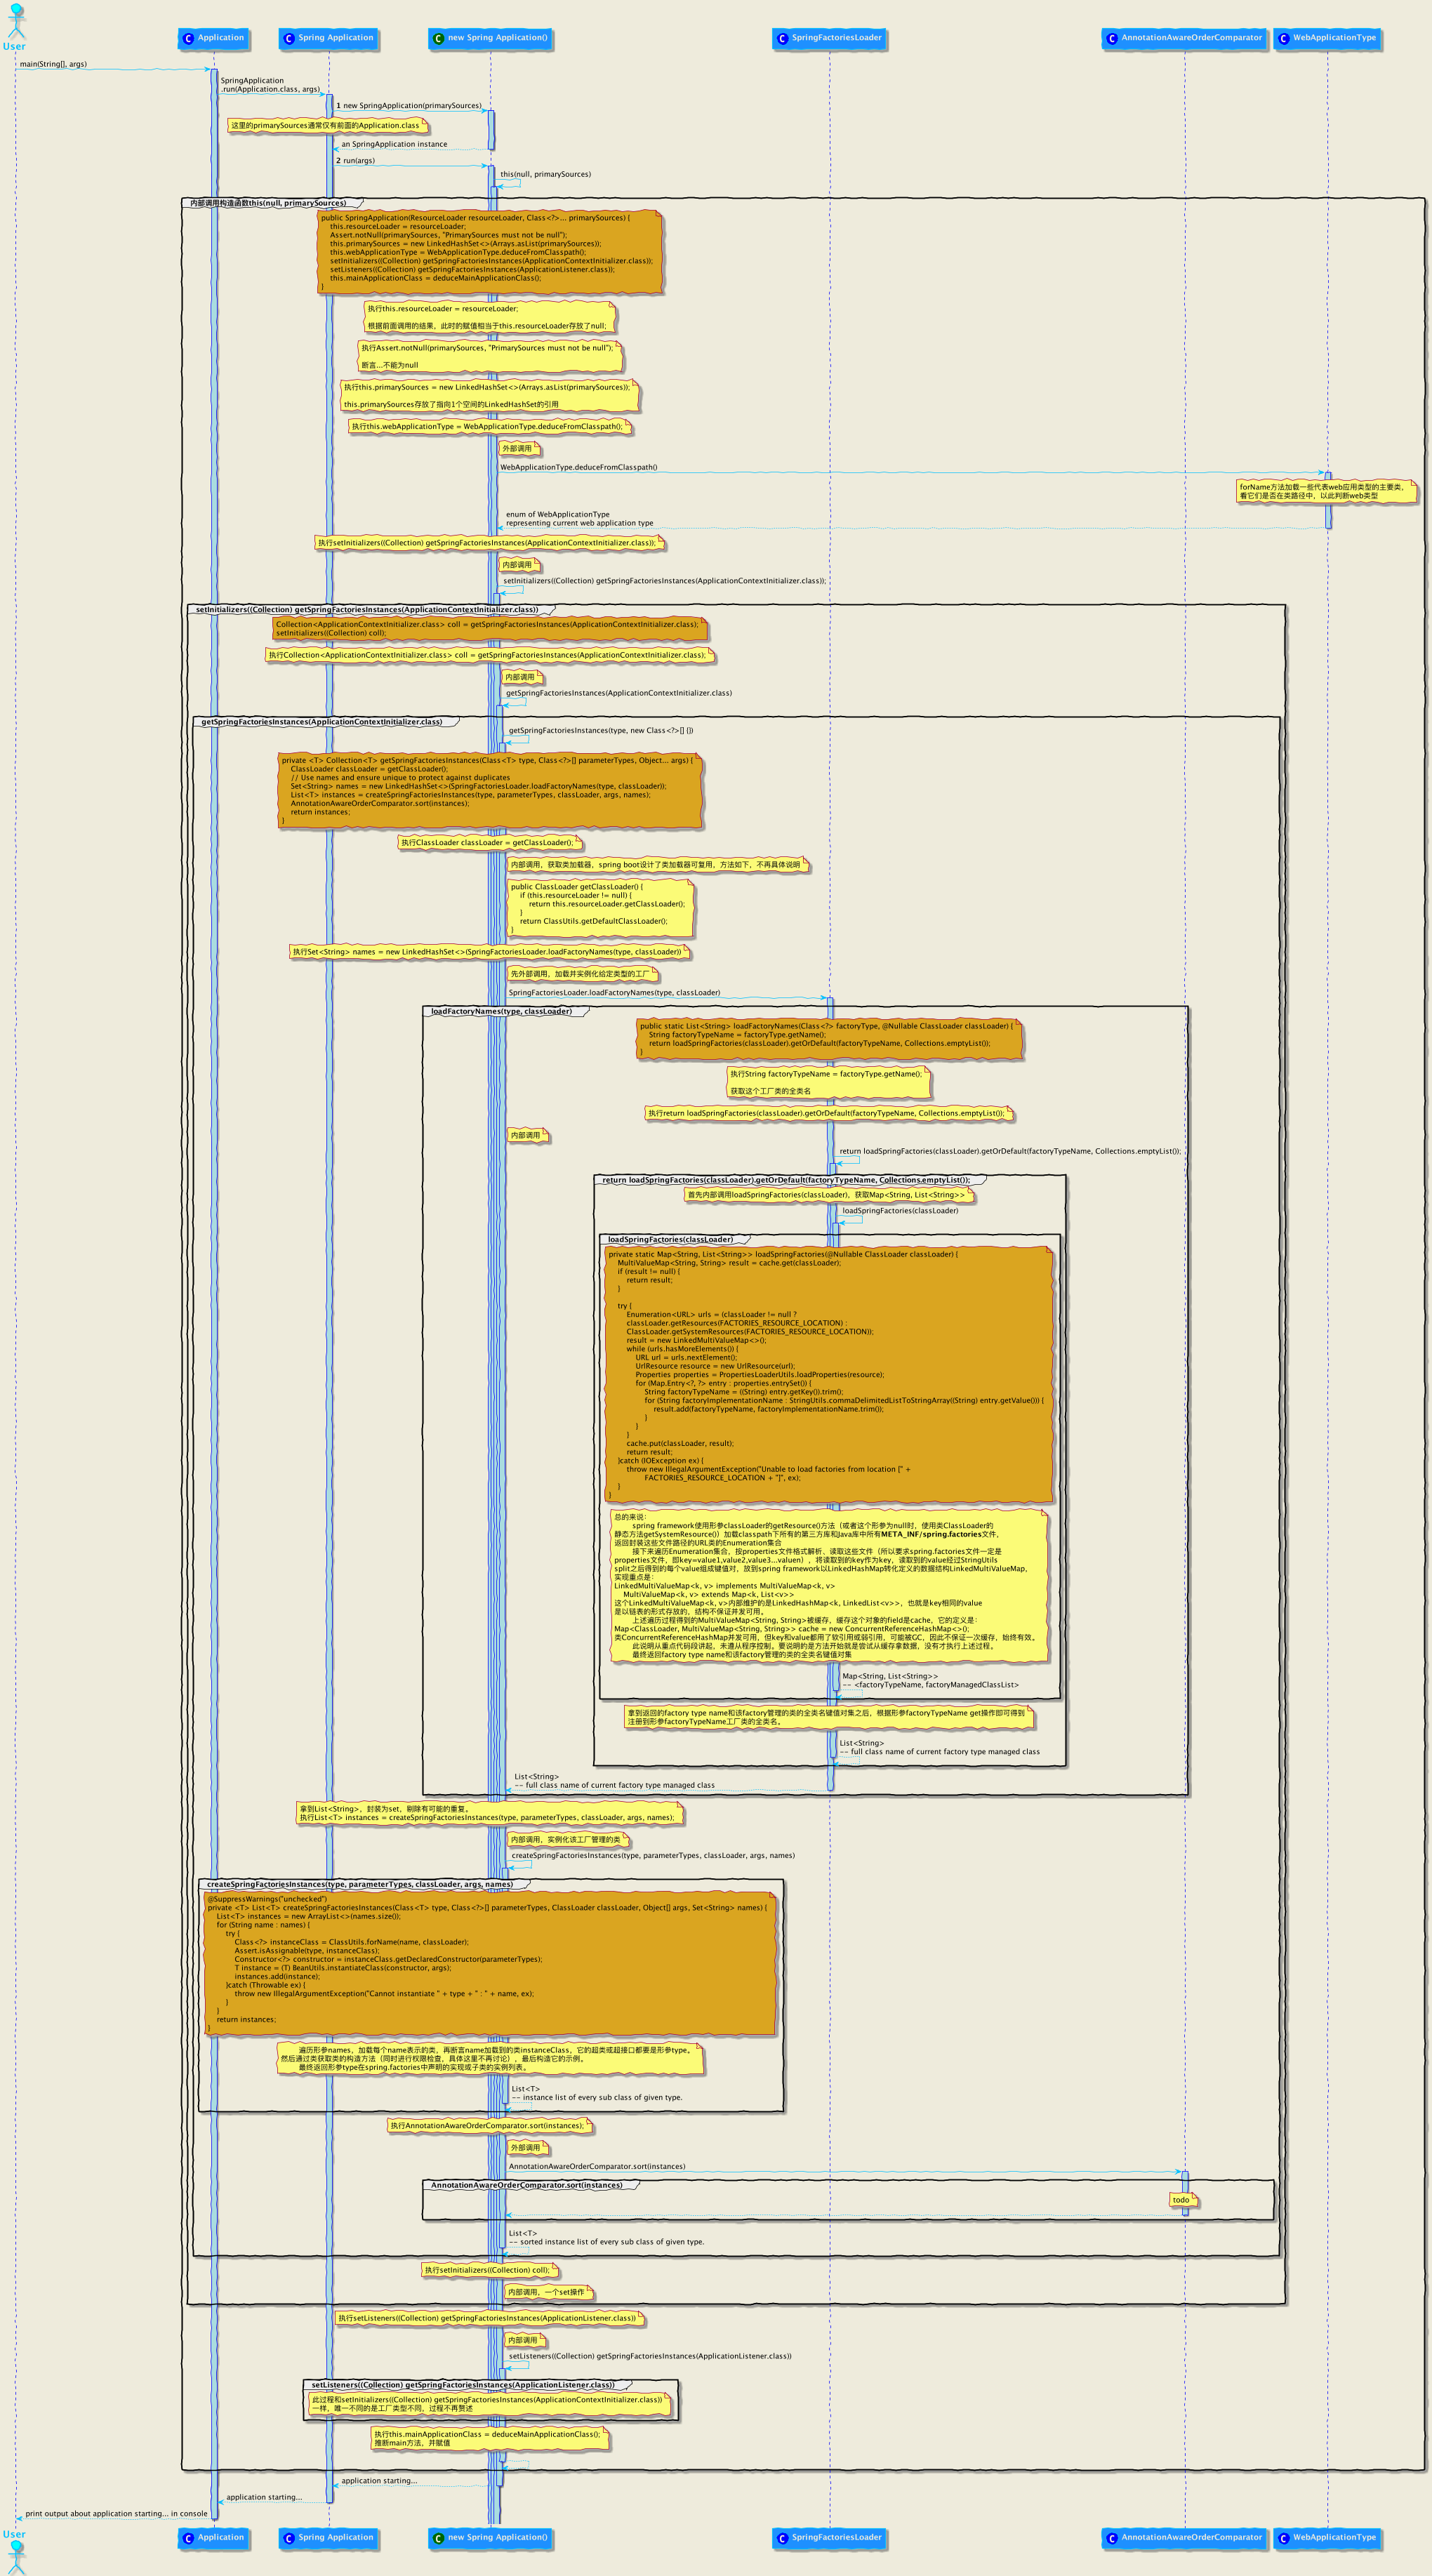 User
Application
Spring Application
new Spring Application()
SpringFactoriesLoader
AnnotationAwareOrderComparator
WebApplicationType
main(String[], args)
SpringApplication
.run(Application.class, args)
1 new SpringApplication(primarySources)
这里的primarySources通常仅有前面的Application.class
an SpringApplication instance
2 run(args)
this(null, primarySources)
内部调用构造函数this(null, primarySources)
public SpringApplication(ResourceLoader resourceLoader, Class<?>... primarySources) {
this.resourceLoader = resourceLoader;
Assert.notNull(primarySources, "PrimarySources must not be null");
this.primarySources = new LinkedHashSet<>(Arrays.asList(primarySources));
this.webApplicationType = WebApplicationType.deduceFromClasspath();
setInitializers((Collection) getSpringFactoriesInstances(ApplicationContextInitializer.class));
setListeners((Collection) getSpringFactoriesInstances(ApplicationListener.class));
this.mainApplicationClass = deduceMainApplicationClass();
}
执行this.resourceLoader = resourceLoader;
根据前面调用的结果，此时的赋值相当于this.resourceLoader存放了null;
执行Assert.notNull(primarySources, "PrimarySources must not be null");
断言...不能为null
执行this.primarySources = new LinkedHashSet<>(Arrays.asList(primarySources));
this.primarySources存放了指向1个空间的LinkedHashSet的引用
执行this.webApplicationType = WebApplicationType.deduceFromClasspath();
外部调用
WebApplicationType.deduceFromClasspath()
forName方法加载一些代表web应用类型的主要类，
看它们是否在类路径中，以此判断web类型
enum of WebApplicationType
representing current web application type
执行setInitializers((Collection) getSpringFactoriesInstances(ApplicationContextInitializer.class));
内部调用
setInitializers((Collection) getSpringFactoriesInstances(ApplicationContextInitializer.class));
setInitializers((Collection) getSpringFactoriesInstances(ApplicationContextInitializer.class))
Collection<ApplicationContextInitializer.class> coll = getSpringFactoriesInstances(ApplicationContextInitializer.class);
setInitializers((Collection) coll);
执行Collection<ApplicationContextInitializer.class> coll = getSpringFactoriesInstances(ApplicationContextInitializer.class);
内部调用
getSpringFactoriesInstances(ApplicationContextInitializer.class)
getSpringFactoriesInstances(ApplicationContextInitializer.class)
getSpringFactoriesInstances(type, new Class<?>[] {})
private <T> Collection<T> getSpringFactoriesInstances(Class<T> type, Class<?>[] parameterTypes, Object... args) {
ClassLoader classLoader = getClassLoader();
// Use names and ensure unique to protect against duplicates
Set<String> names = new LinkedHashSet<>(SpringFactoriesLoader.loadFactoryNames(type, classLoader));
List<T> instances = createSpringFactoriesInstances(type, parameterTypes, classLoader, args, names);
AnnotationAwareOrderComparator.sort(instances);
return instances;
}
执行ClassLoader classLoader = getClassLoader();
内部调用，获取类加载器，spring boot设计了类加载器可复用，方法如下，不再具体说明
public ClassLoader getClassLoader() {
if (this.resourceLoader != null) {
return this.resourceLoader.getClassLoader();
}
return ClassUtils.getDefaultClassLoader();
}
执行Set<String> names = new LinkedHashSet<>(SpringFactoriesLoader.loadFactoryNames(type, classLoader))
先外部调用，加载并实例化给定类型的工厂
SpringFactoriesLoader.loadFactoryNames(type, classLoader)
loadFactoryNames(type, classLoader)
public static List<String> loadFactoryNames(Class<?> factoryType, @Nullable ClassLoader classLoader) {
String factoryTypeName = factoryType.getName();
return loadSpringFactories(classLoader).getOrDefault(factoryTypeName, Collections.emptyList());
}
执行String factoryTypeName = factoryType.getName();
获取这个工厂类的全类名
执行return loadSpringFactories(classLoader).getOrDefault(factoryTypeName, Collections.emptyList());
内部调用
return loadSpringFactories(classLoader).getOrDefault(factoryTypeName, Collections.emptyList());
return loadSpringFactories(classLoader).getOrDefault(factoryTypeName, Collections.emptyList());
首先内部调用loadSpringFactories(classLoader)，获取Map<String, List<String>>
loadSpringFactories(classLoader)
loadSpringFactories(classLoader)
private static Map<String, List<String>> loadSpringFactories(@Nullable ClassLoader classLoader) {
MultiValueMap<String, String> result = cache.get(classLoader);
if (result != null) {
return result;
}
try {
Enumeration<URL> urls = (classLoader != null ?
classLoader.getResources(FACTORIES_RESOURCE_LOCATION) :
ClassLoader.getSystemResources(FACTORIES_RESOURCE_LOCATION));
result = new LinkedMultiValueMap<>();
while (urls.hasMoreElements()) {
URL url = urls.nextElement();
UrlResource resource = new UrlResource(url);
Properties properties = PropertiesLoaderUtils.loadProperties(resource);
for (Map.Entry<?, ?> entry : properties.entrySet()) {
String factoryTypeName = ((String) entry.getKey()).trim();
for (String factoryImplementationName : StringUtils.commaDelimitedListToStringArray((String) entry.getValue())) {
result.add(factoryTypeName, factoryImplementationName.trim());
}
}
}
cache.put(classLoader, result);
return result;
}catch (IOException ex) {
throw new IllegalArgumentException("Unable to load factories from location [" +
FACTORIES_RESOURCE_LOCATION + "]", ex);
}
}
总的来说：
spring framework使用形参classLoader的getResource()方法（或者这个形参为null时，使用类ClassLoader的
静态方法getSystemResource()）加载classpath下所有的第三方库和Java库中所有META_INF/spring.factories文件，
返回封装这些文件路径的URL类的Enumeration集合
接下来遍历Enumeration集合，按properties文件格式解析、读取这些文件（所以要求spring.factories文件一定是
properties文件，即key=value1,value2,value3...valuen），将读取到的key作为key，读取到的value经过StringUtils
split之后得到的每个value组成键值对，放到spring framework以LinkedHashMap转化定义的数据结构LinkedMultiValueMap，
实现重点是：
LinkedMultiValueMap<k, v> implements MultiValueMap<k, v>
MultiValueMap<k, v> extends Map<k, List<v>>
这个LinkedMultiValueMap<k, v>内部维护的是LinkedHashMap<k, LinkedList<v>>，也就是key相同的value
是以链表的形式存放的，结构不保证并发可用。
上述遍历过程得到的MultiValueMap<String, String>被缓存，缓存这个对象的field是cache，它的定义是：
Map<ClassLoader, MultiValueMap<String, String>> cache = new ConcurrentReferenceHashMap<>();
类ConcurrentReferenceHashMap并发可用，但key和value都用了软引用或弱引用，可能被GC，因此不保证一次缓存，始终有效。
此说明从重点代码段讲起，未遵从程序控制。要说明的是方法开始就是尝试从缓存拿数据，没有才执行上述过程。
最终返回factory type name和该factory管理的类的全类名键值对集
Map<String, List<String>>
-- <factoryTypeName, factoryManagedClassList>
拿到返回的factory type name和该factory管理的类的全类名键值对集之后，根据形参factoryTypeName get操作即可得到
注册到形参factoryTypeName工厂类的全类名。
List<String>
-- full class name of current factory type managed class
List<String>
-- full class name of current factory type managed class
拿到List<String>，封装为set，剔除有可能的重复。
执行List<T> instances = createSpringFactoriesInstances(type, parameterTypes, classLoader, args, names);
内部调用，实例化该工厂管理的类
createSpringFactoriesInstances(type, parameterTypes, classLoader, args, names)
createSpringFactoriesInstances(type, parameterTypes, classLoader, args, names)
@SuppressWarnings("unchecked")
private <T> List<T> createSpringFactoriesInstances(Class<T> type, Class<?>[] parameterTypes, ClassLoader classLoader, Object[] args, Set<String> names) {
List<T> instances = new ArrayList<>(names.size());
for (String name : names) {
try {
Class<?> instanceClass = ClassUtils.forName(name, classLoader);
Assert.isAssignable(type, instanceClass);
Constructor<?> constructor = instanceClass.getDeclaredConstructor(parameterTypes);
T instance = (T) BeanUtils.instantiateClass(constructor, args);
instances.add(instance);
}catch (Throwable ex) {
throw new IllegalArgumentException("Cannot instantiate " + type + " : " + name, ex);
}
}
return instances;
}
遍历形参names，加载每个name表示的类，再断言name加载到的类instanceClass，它的超类或超接口都要是形参type。
然后通过类获取类的构造方法（同时进行权限检查，具体这里不再讨论），最后构造它的示例。
最终返回形参type在spring.factories中声明的实现或子类的实例列表。
List<T>
-- instance list of every sub class of given type.
执行AnnotationAwareOrderComparator.sort(instances);
外部调用
AnnotationAwareOrderComparator.sort(instances)
AnnotationAwareOrderComparator.sort(instances)
todo
List<T>
-- sorted instance list of every sub class of given type.
执行setInitializers((Collection) coll);
内部调用，一个set操作
执行setListeners((Collection) getSpringFactoriesInstances(ApplicationListener.class))
内部调用
setListeners((Collection) getSpringFactoriesInstances(ApplicationListener.class))
setListeners((Collection) getSpringFactoriesInstances(ApplicationListener.class))
此过程和setInitializers((Collection) getSpringFactoriesInstances(ApplicationContextInitializer.class))
一样，唯一不同的是工厂类型不同，过程不再赘述
执行this.mainApplicationClass = deduceMainApplicationClass();
推断main方法，并赋值
application starting...
application starting...
print output about application starting... in console
User
Application
Spring Application
new Spring Application()
SpringFactoriesLoader
AnnotationAwareOrderComparator
WebApplicationType